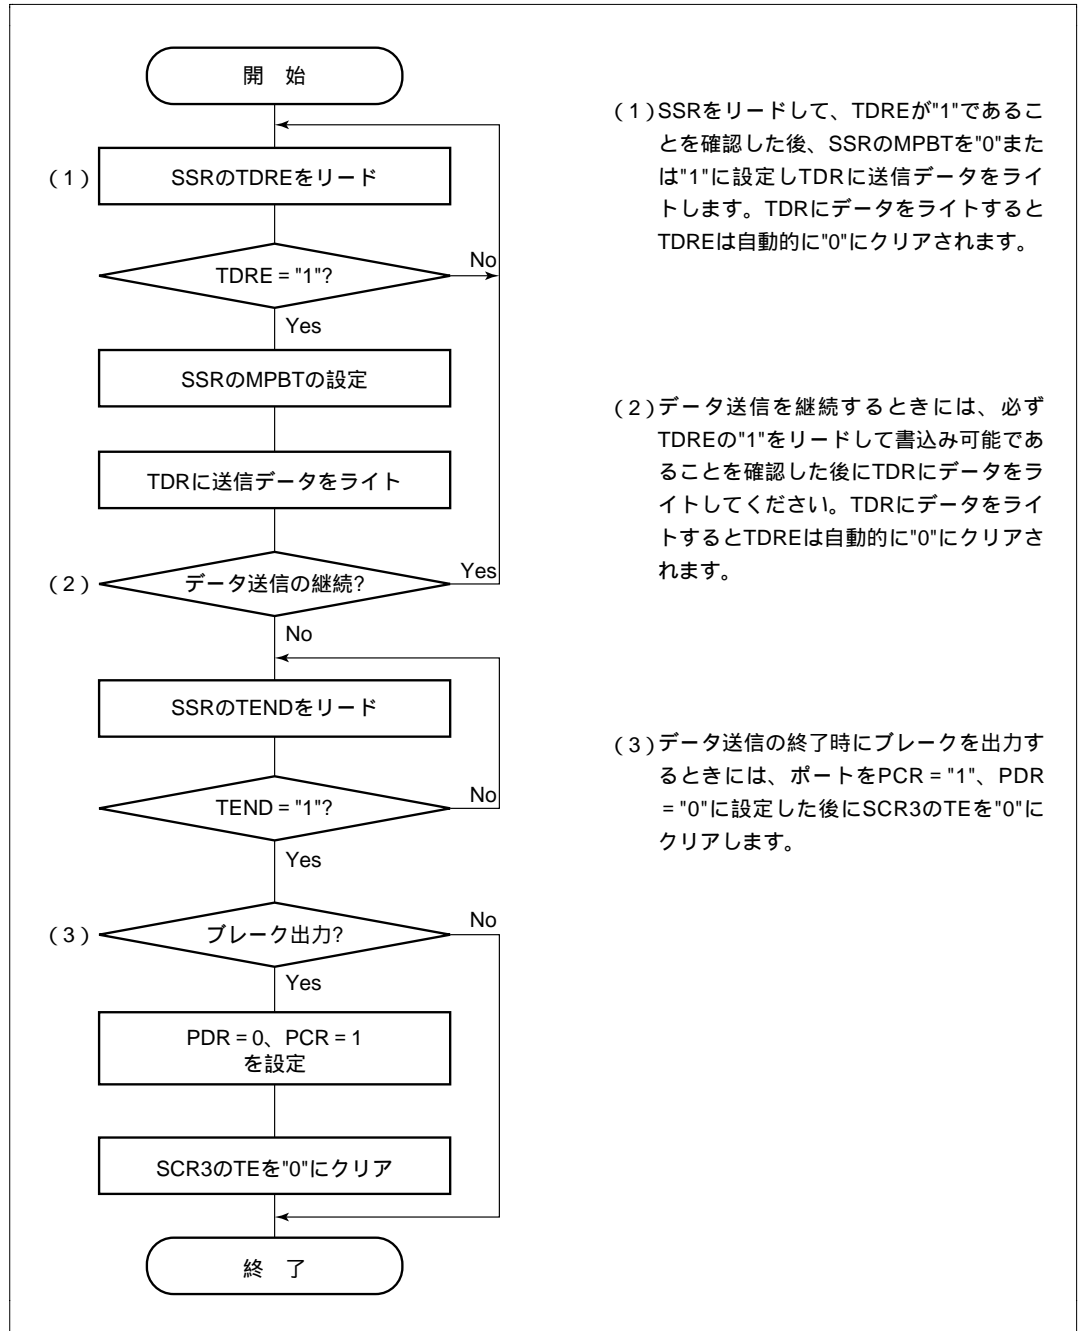 開　始
(1)
SSRのTDREをリード
TDRE = "1"?
No
Yes
SSRのMPBTの設定
TDRに送信データをライト
(2)
データ送信の継続?
Yes
No
SSRのTENDをリード
TEND = "1"?
No
Yes
(3)
ブレーク出力?
No
Yes
PDR = 0、PCR = 1
を設定
SCR3のTEを"0"にクリア
終　了
(1)SSRをリードして、TDREが"1"であるこ
とを確認した後、SSRのMPBTを"0"また
は"1"に設定しTDRに送信データをライ
トします。TDRにデータをライトすると
TDREは自動的に"0"にクリアされます。
(2)データ送信を継続するときには、必ず
TDREの"1"をリードして書込み可能であ
ることを確認した後にTDRにデータをラ
イトしてください。TDRにデータをライ
トするとTDREは自動的に"0"にクリアさ
れます。
(3)データ送信の終了時にブレークを出力す
るときには、ポートをPCR = "1"、PDR
= "0"に設定した後にSCR3のTEを"0"に
クリアします。